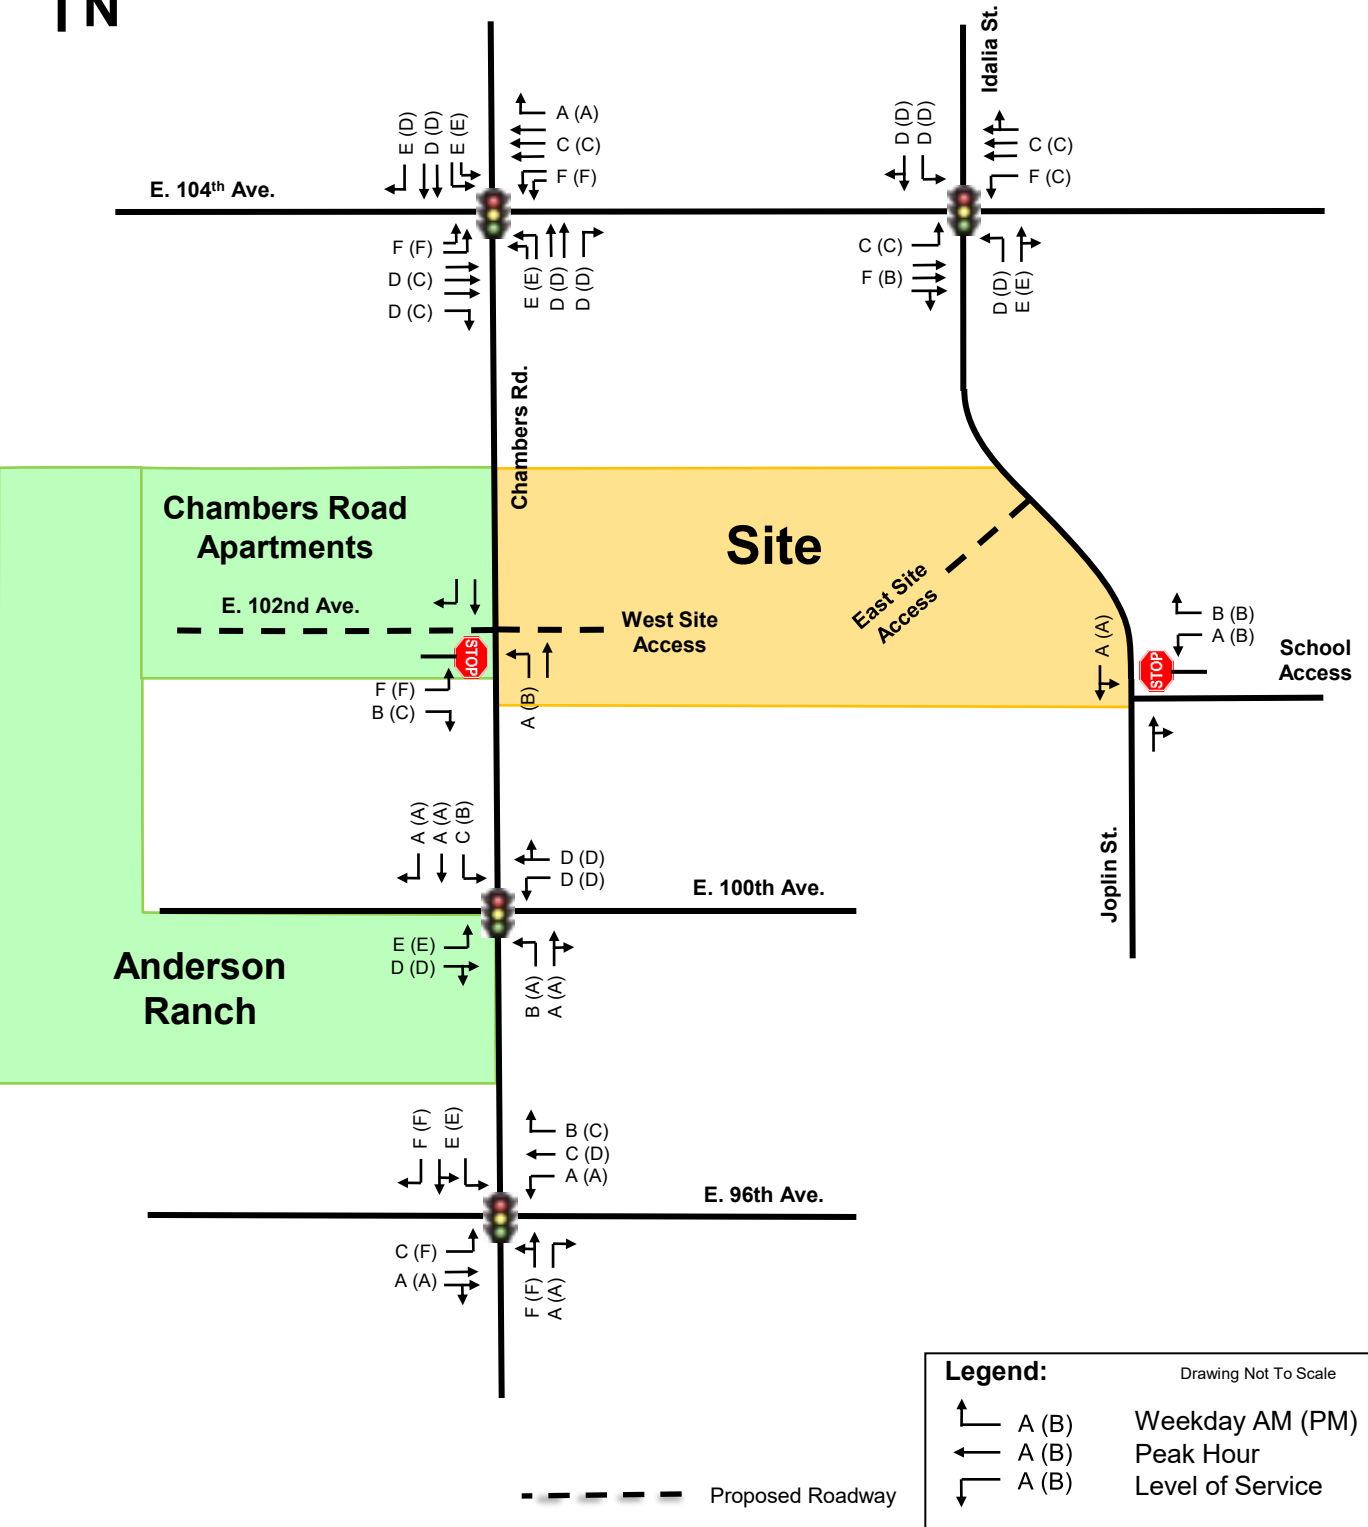 N
Idalia St.
E (D)
D (D)
E (E)
A (A)
C (C)
F (F)
D (D)
D (D)
C (C)
F (C)
E. 104th Ave.
F (F)
D (C)
D (C)
E (E)
D (D)
D (D)
C (C)
F (B)
D (D)
E (E)
Chambers Rd.
Chambers Road
Apartments
Site
E. 102nd Ave.
West Site
Access
East Site
Access
STOP
F (F)
B (C)
A (B)
A (A)
B (B)
A (B)
STOP
School
Access
A (A)
A (A)
C (B)
D (D)
D (D)
E. 100th Ave.
Joplin St.
E (E)
D (D)
B (A)
A (A)
Anderson
Ranch
F (F)
E (E)
B (C)
C (D)
A (A)
E. 96th Ave.
C (F)
A (A)
F (F)
A (A)
Legend:
Drawing Not To Scale
A (B)
A (B)
A (B)
Weekday AM (PM)
Peak Hour
Level of Service
Proposed Roadway